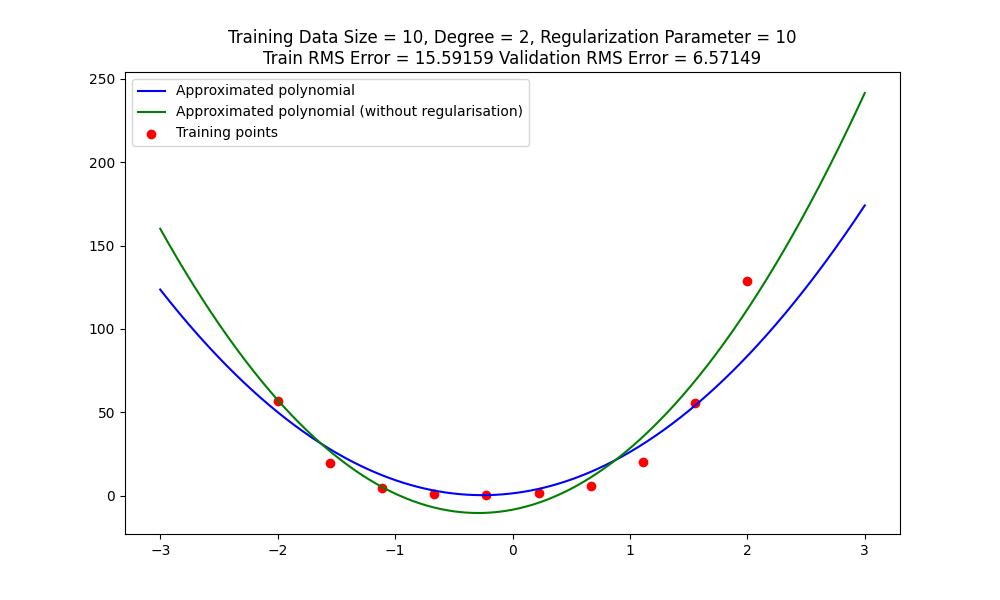 Training Data Size = 10, Degree = 2, Regularization Parameter = 10
Train RMS Error = 15.59159 Validation RMS Error = 6.57149
Approximated polynomial
Approximated polynomial (without regularisation)
Training points
250
200
150
100
50
0
−3 −2 −1 0 1 2 3